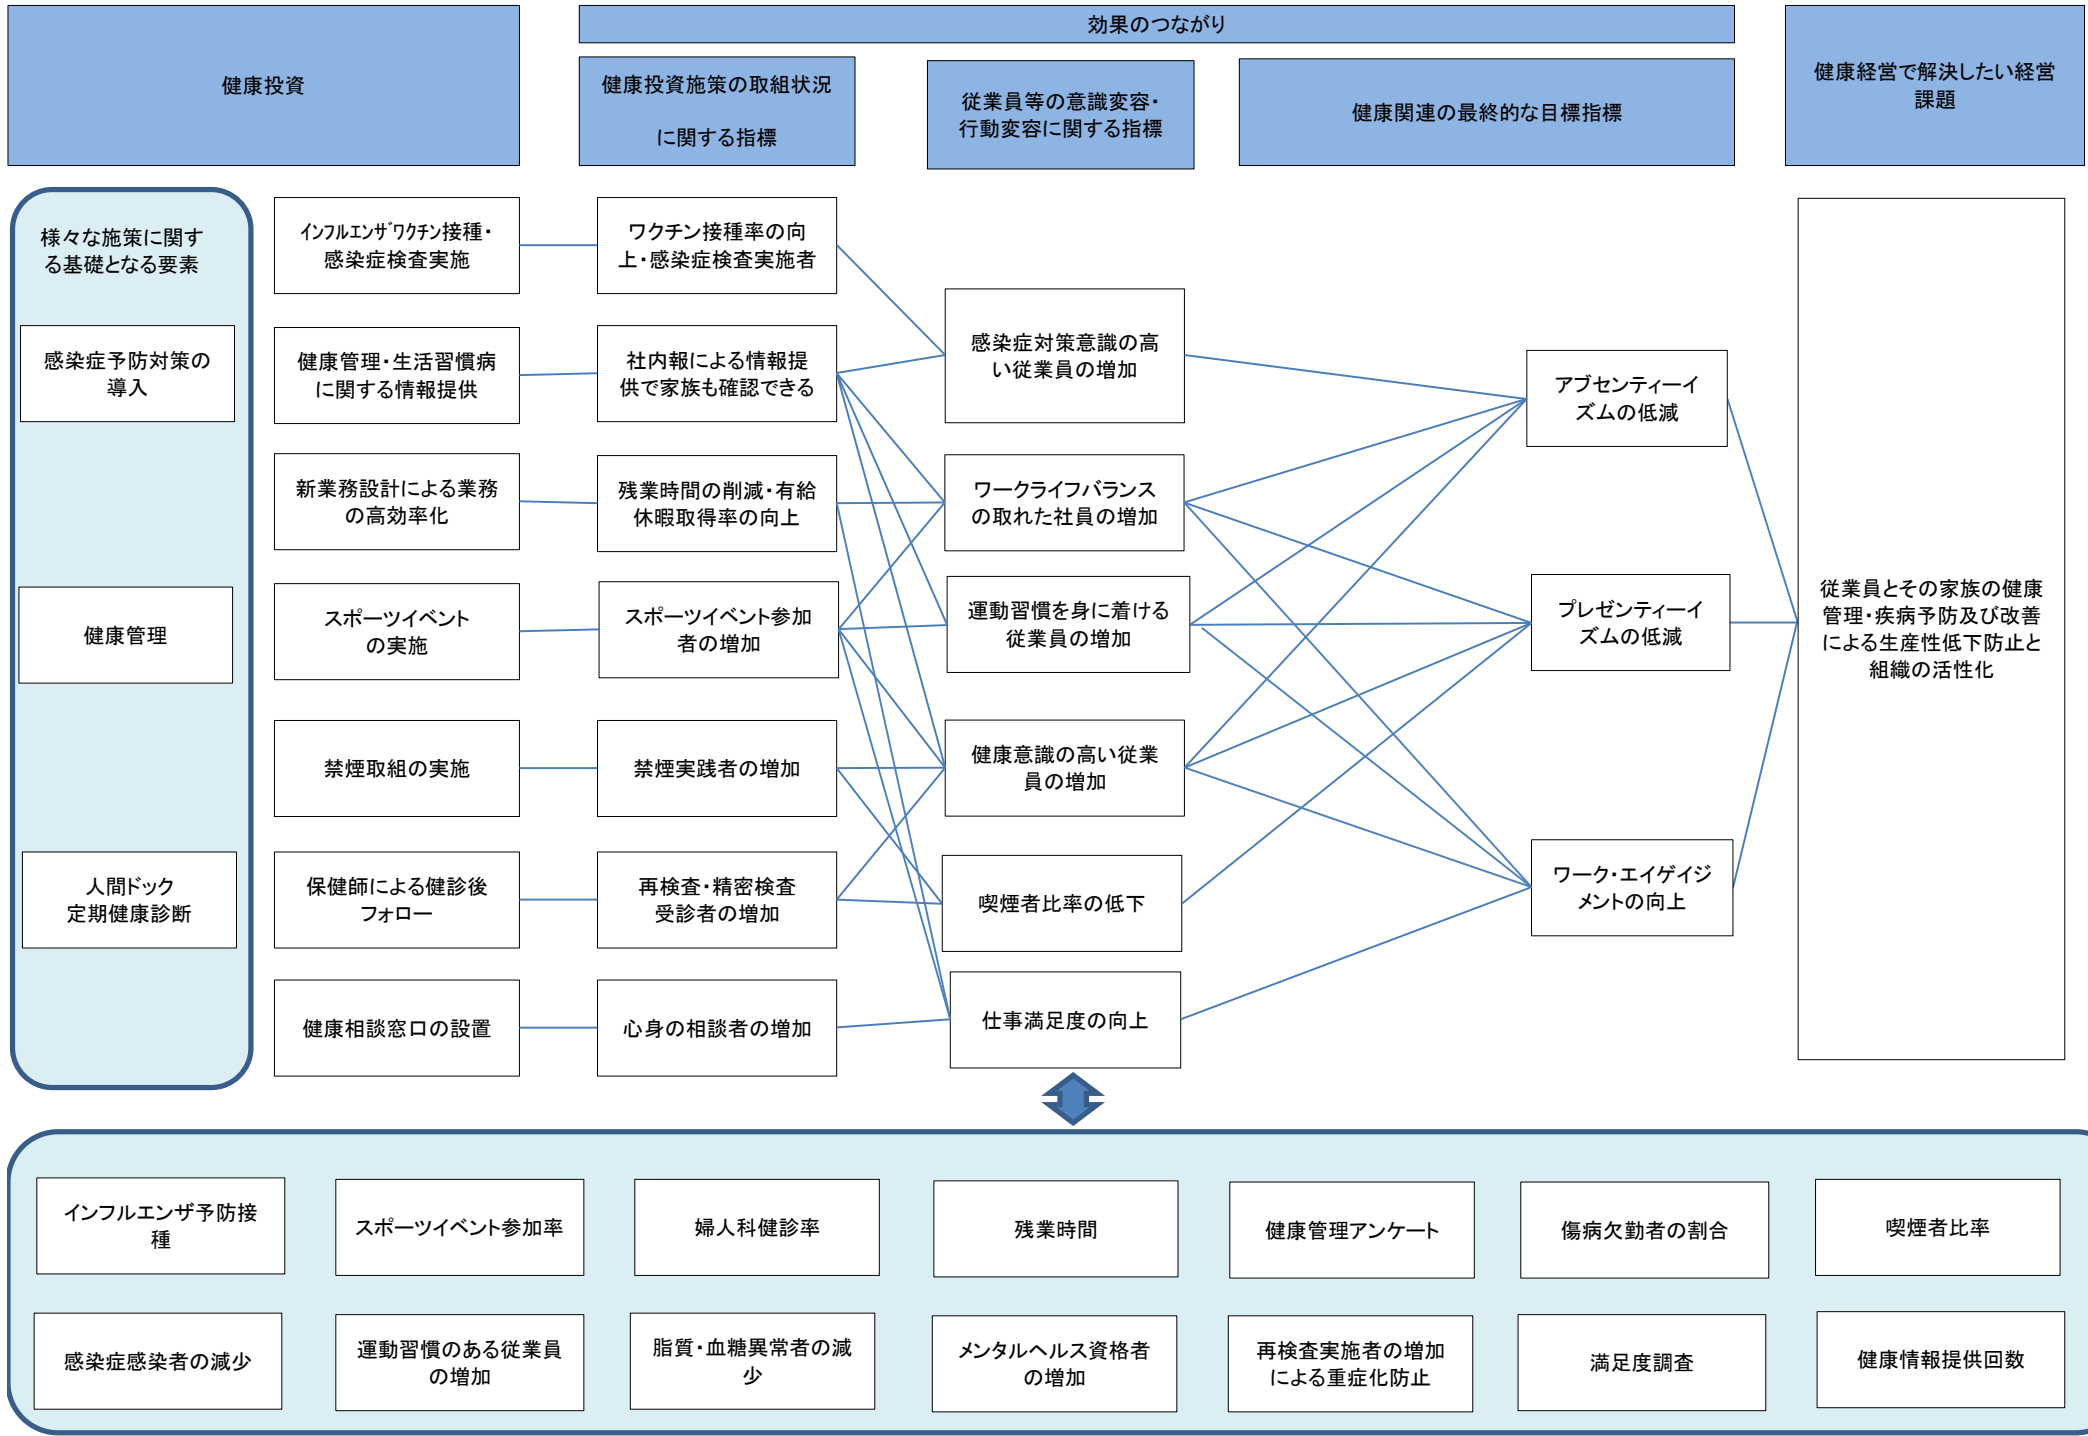 健康投資
効果のつながり
健康投資施策の取組状況
に関する指標
従業員等の意識変容・
行動変容に関する指標
健康関連の最終的な目標指標
健康経営で解決したい経営
課題
様々な施策に関す
る基礎となる要素
感染症予防対策の
導入
健康管理
人間ドック
定期健康診断
インフルエンザワクチン接種・
感染症検査実施
健康管理・生活習慣病
に関する情報提供
新業務設計による業務
の高効率化
スポーツイベント
の実施
禁煙取組の実施
保健師による健診後
フォロー
健康相談窓口の設置
ワクチン接種率の向
上・感染症検査実施者
社内報による情報提
供で家族も確認できる
残業時間の削減・有給
休暇取得率の向上
スポーツイベント参加
者の増加
禁煙実践者の増加
再検査・精密検査
受診者の増加
心身の相談者の増加
感染症対策意識の高
い従業員の増加
ワークライフバランス
の取れた社員の増加
運動習慣を身に着ける
従業員の増加
健康意識の高い従業
員の増加
喫煙者比率の低下
仕事満足度の向上
アブセンティーイ
ズムの低減
プレゼンティーイ
ズムの低減
ワーク・エイゲイジ
メントの向上
従業員とその家族の健康
管理・疾病予防及び改善
による生産性低下防止と
組織の活性化
インフルエンザ予防接
種
スポーツイベント参加率
婦人科健診率
残業時間
健康管理アンケート
傷病欠勤者の割合
喫煙者比率
感染症感染者の減少
運動習慣のある従業員
の増加
脂質・血糖異常者の減
少
メンタルヘルス資格者
の増加
再検査実施者の増加
による重症化防止
満足度調査
健康情報提供回数